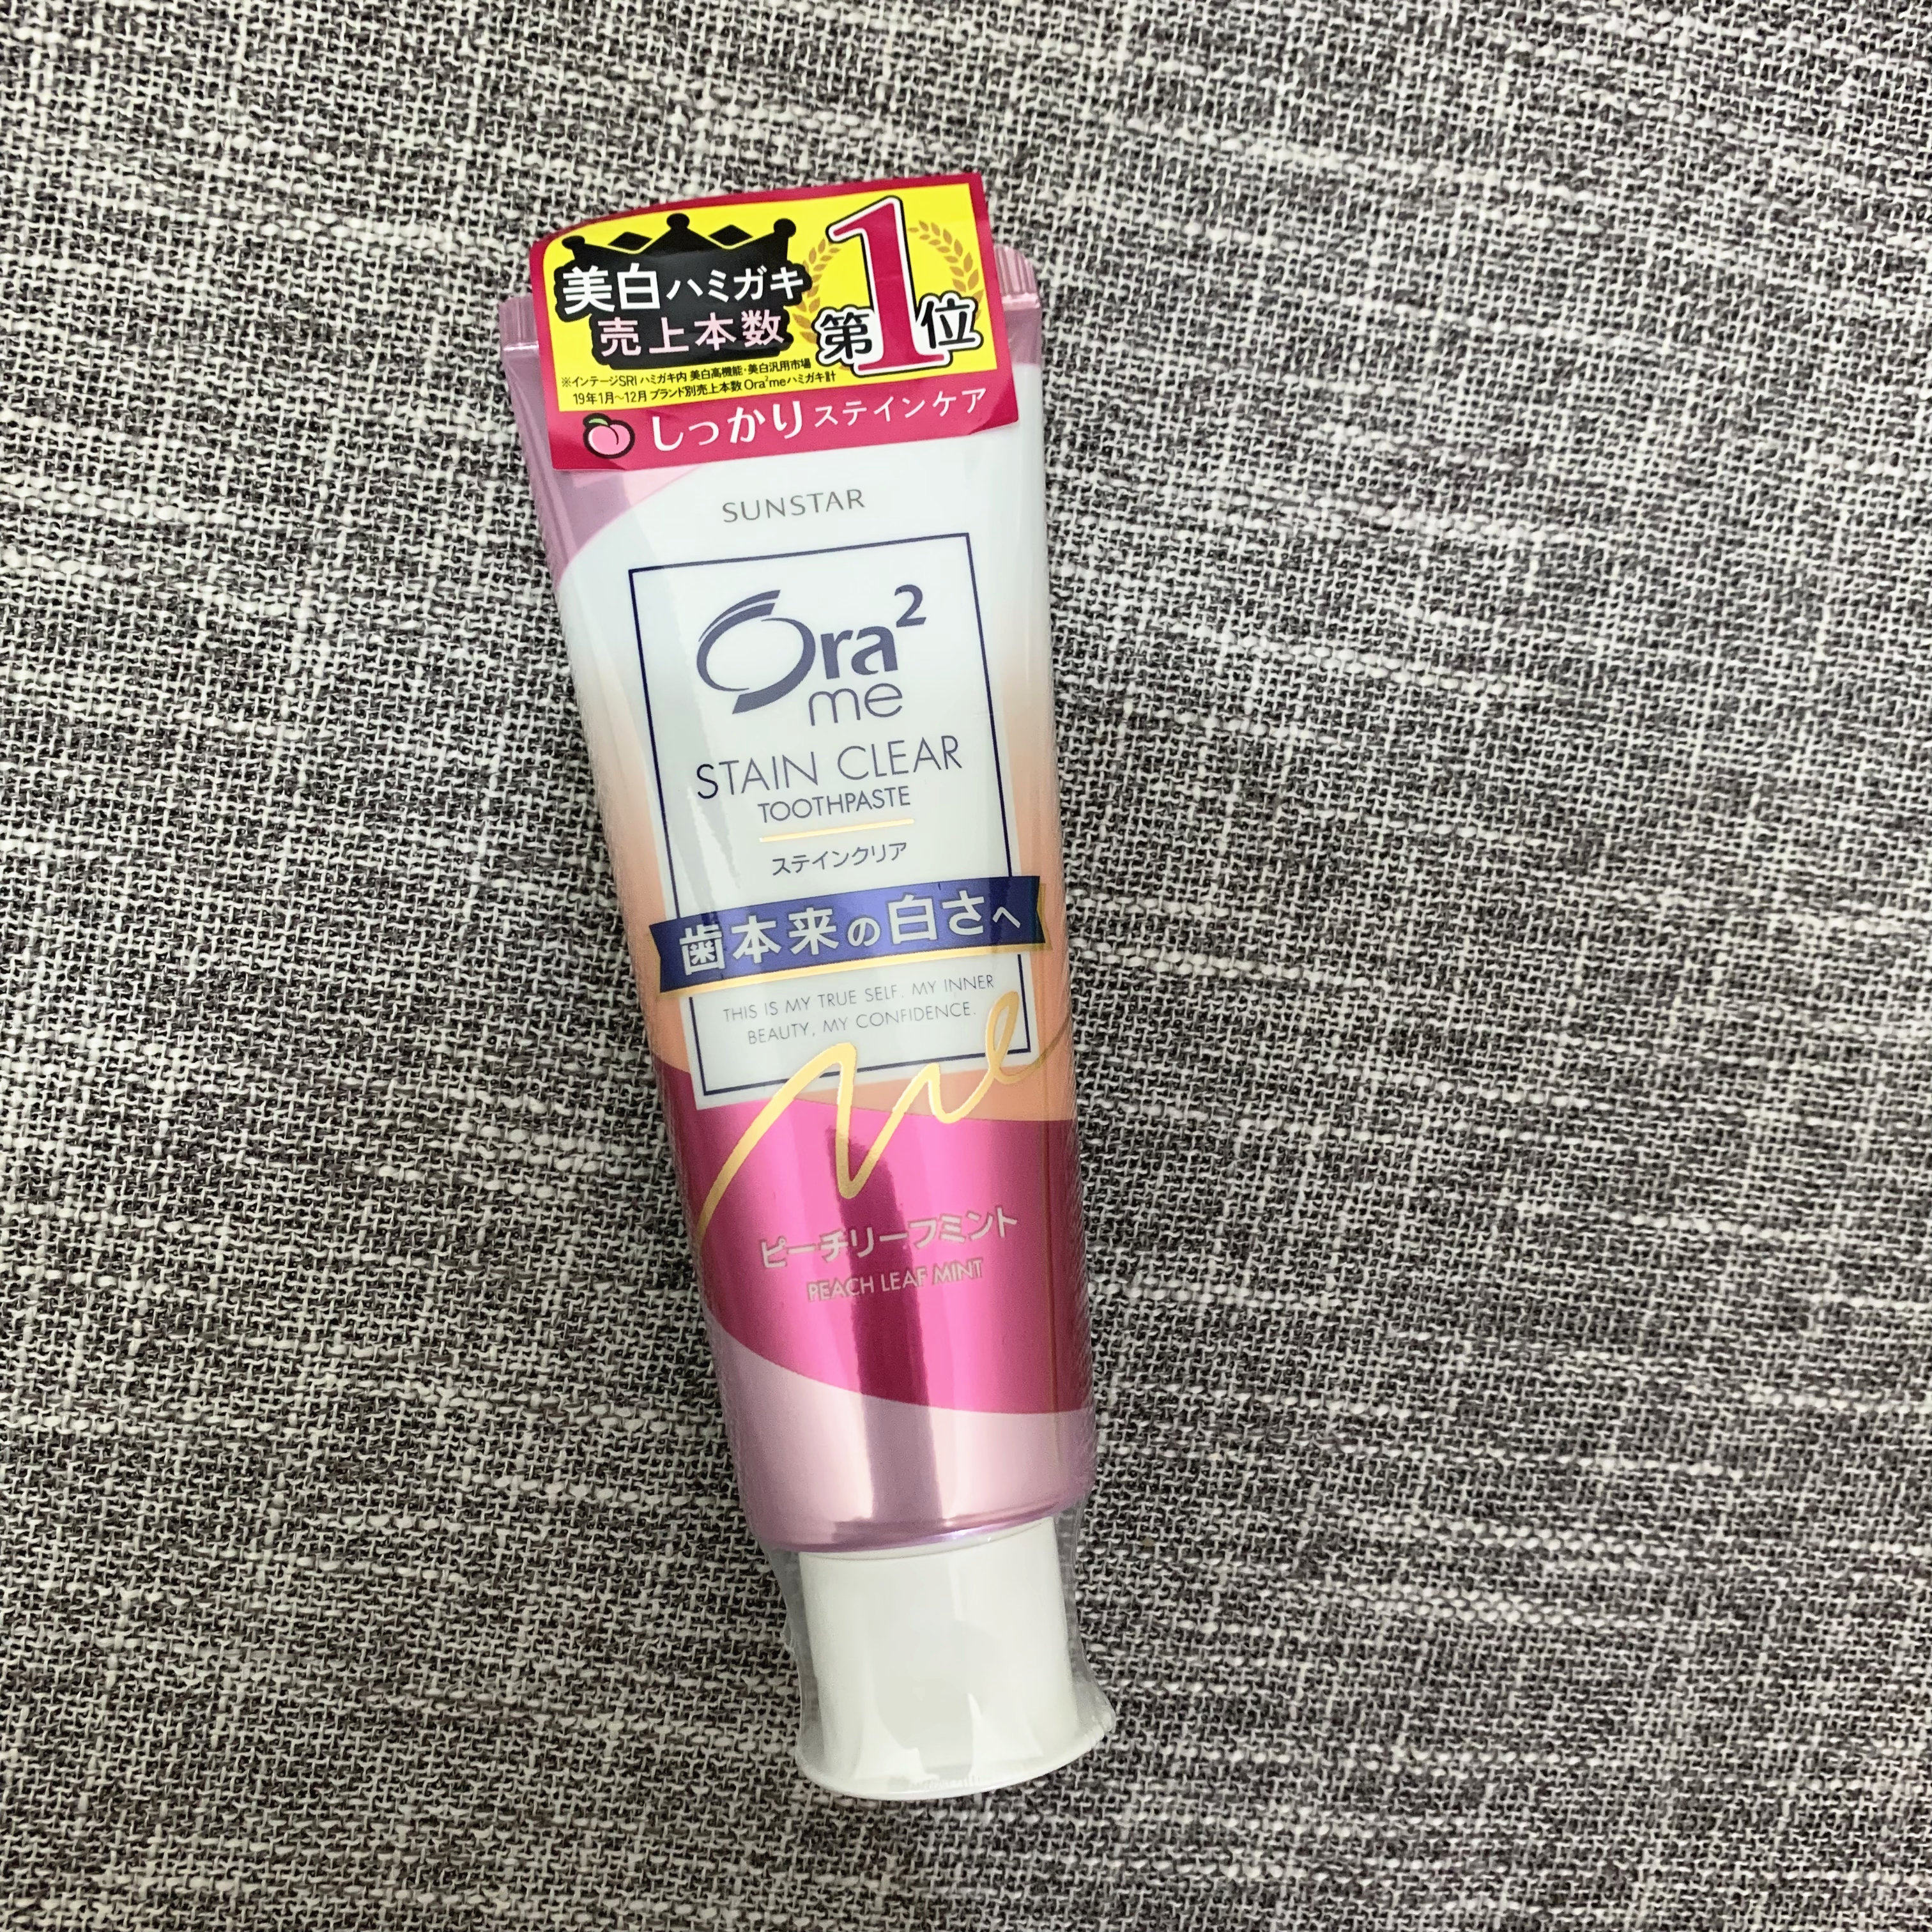 美白ハミガキ
売上本数
第1位
※インテージSRI ハミガキ内 美白高機能・美白汎用市場
19年1月~12月 ブランド別売上本数 Ora²meハミガキ計
しっかりステインケア
SUNSTAR
Ora²
me
STAIN CLEAR
TOOTHPASTE
ステインクリア
歯本来の白さへ
THIS IS MY TRUE SELF. MY INNER
BEAUTY, MY CONFIDENCE.
me
ピーチリーフミント
PEACH LEAF MINT